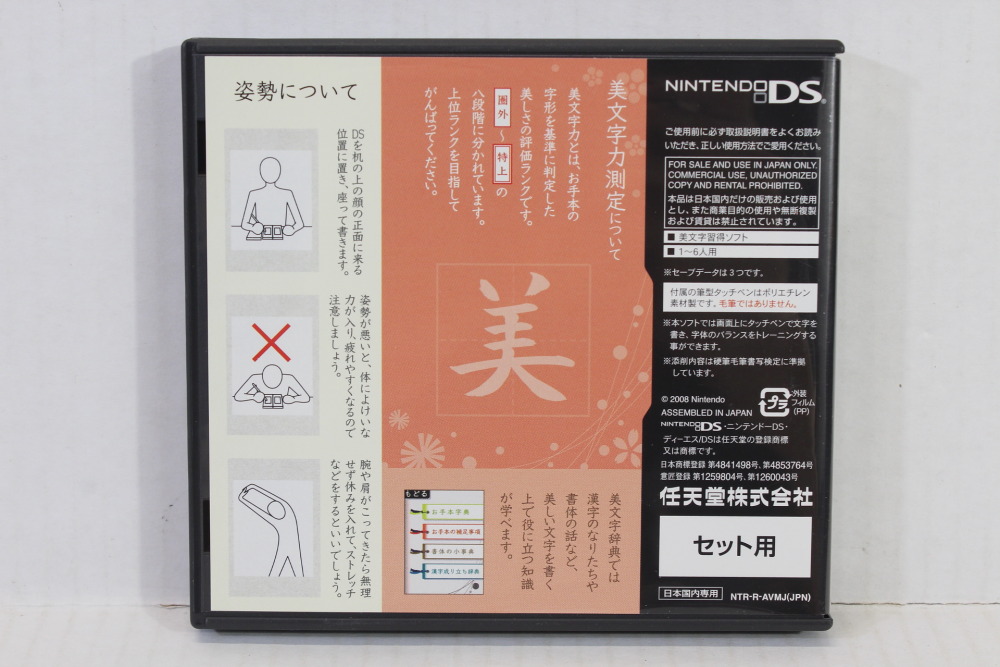 姿勢について
DSを机の上の顔の正面に来る
位置に置き、座って書きます。
姿勢が悪いと、体によけいな
力が入り、疲れやすくなるので
注意しましょう。
腕や肩がこってきたら無理
せず休みを入れて、ストレッチ
などをするといいでしょう。
美文字力測定について
美文字力とは、お手本の
字形を基準に判定した
美しさの評価ランクです。
圏外〜特上の
八段階に分かれています。
上位ランクを目指して
がんばってください。
美
美文字辞典では
漢字のなりたちや
書体の話など、
美しい文字を書く
上で役に立つ知識
が学べます。
もどる
お手本字典
お手本の補足事項
書体の小事典
漢字成り立ち辞典
NINTENDO DS
ご使用前に必ず取扱説明書をよくお読み
いただき、正しい使用方法でご愛用ください。
FOR SALE AND USE IN JAPAN ONLY.
COMMERCIAL USE, UNAUTHORIZED
COPY AND RENTAL PROHIBITED.
本品は日本国内だけの販売および使用
とし、また商業目的の使用や無断複製
および賃貸は禁止されています。
■ 美文字習得ソフト
■ 1〜6人用
※セーブデータは3つです。
付属の筆型タッチペンはポリエチレン
素材製です。毛筆ではありません。
※本ソフトでは画面上にタッチペンで文字を
書き、字体のバランスをトレーニングする
事ができます。
※添削内容は硬筆毛筆書写検定に準拠
しています。
© 2008 Nintendo
ASSEMBLED IN JAPAN
プラ
外装
フィルム
(PP)
NINTENDO DS・ニンテンドーDS・
ディーエス/DSは任天堂の登録商標
又は商標です。
日本商標登録 第4841498号、第4853764号
意匠登録 第1259804号、第1260043号
任天堂株式会社
セット用
日本国内専用
NTR-R-AVMJ(JPN)